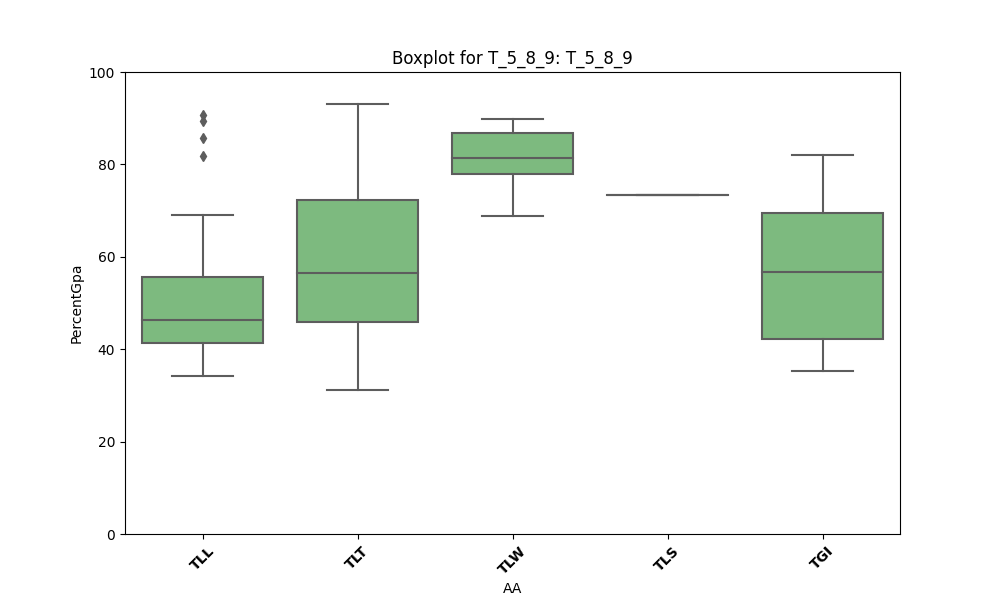 Boxplot for T_5_8_9: T_5_8_9
100
80
60
40
20
0
PercentGpa
TLL
TLT
TLW
TLS
TGI
AA